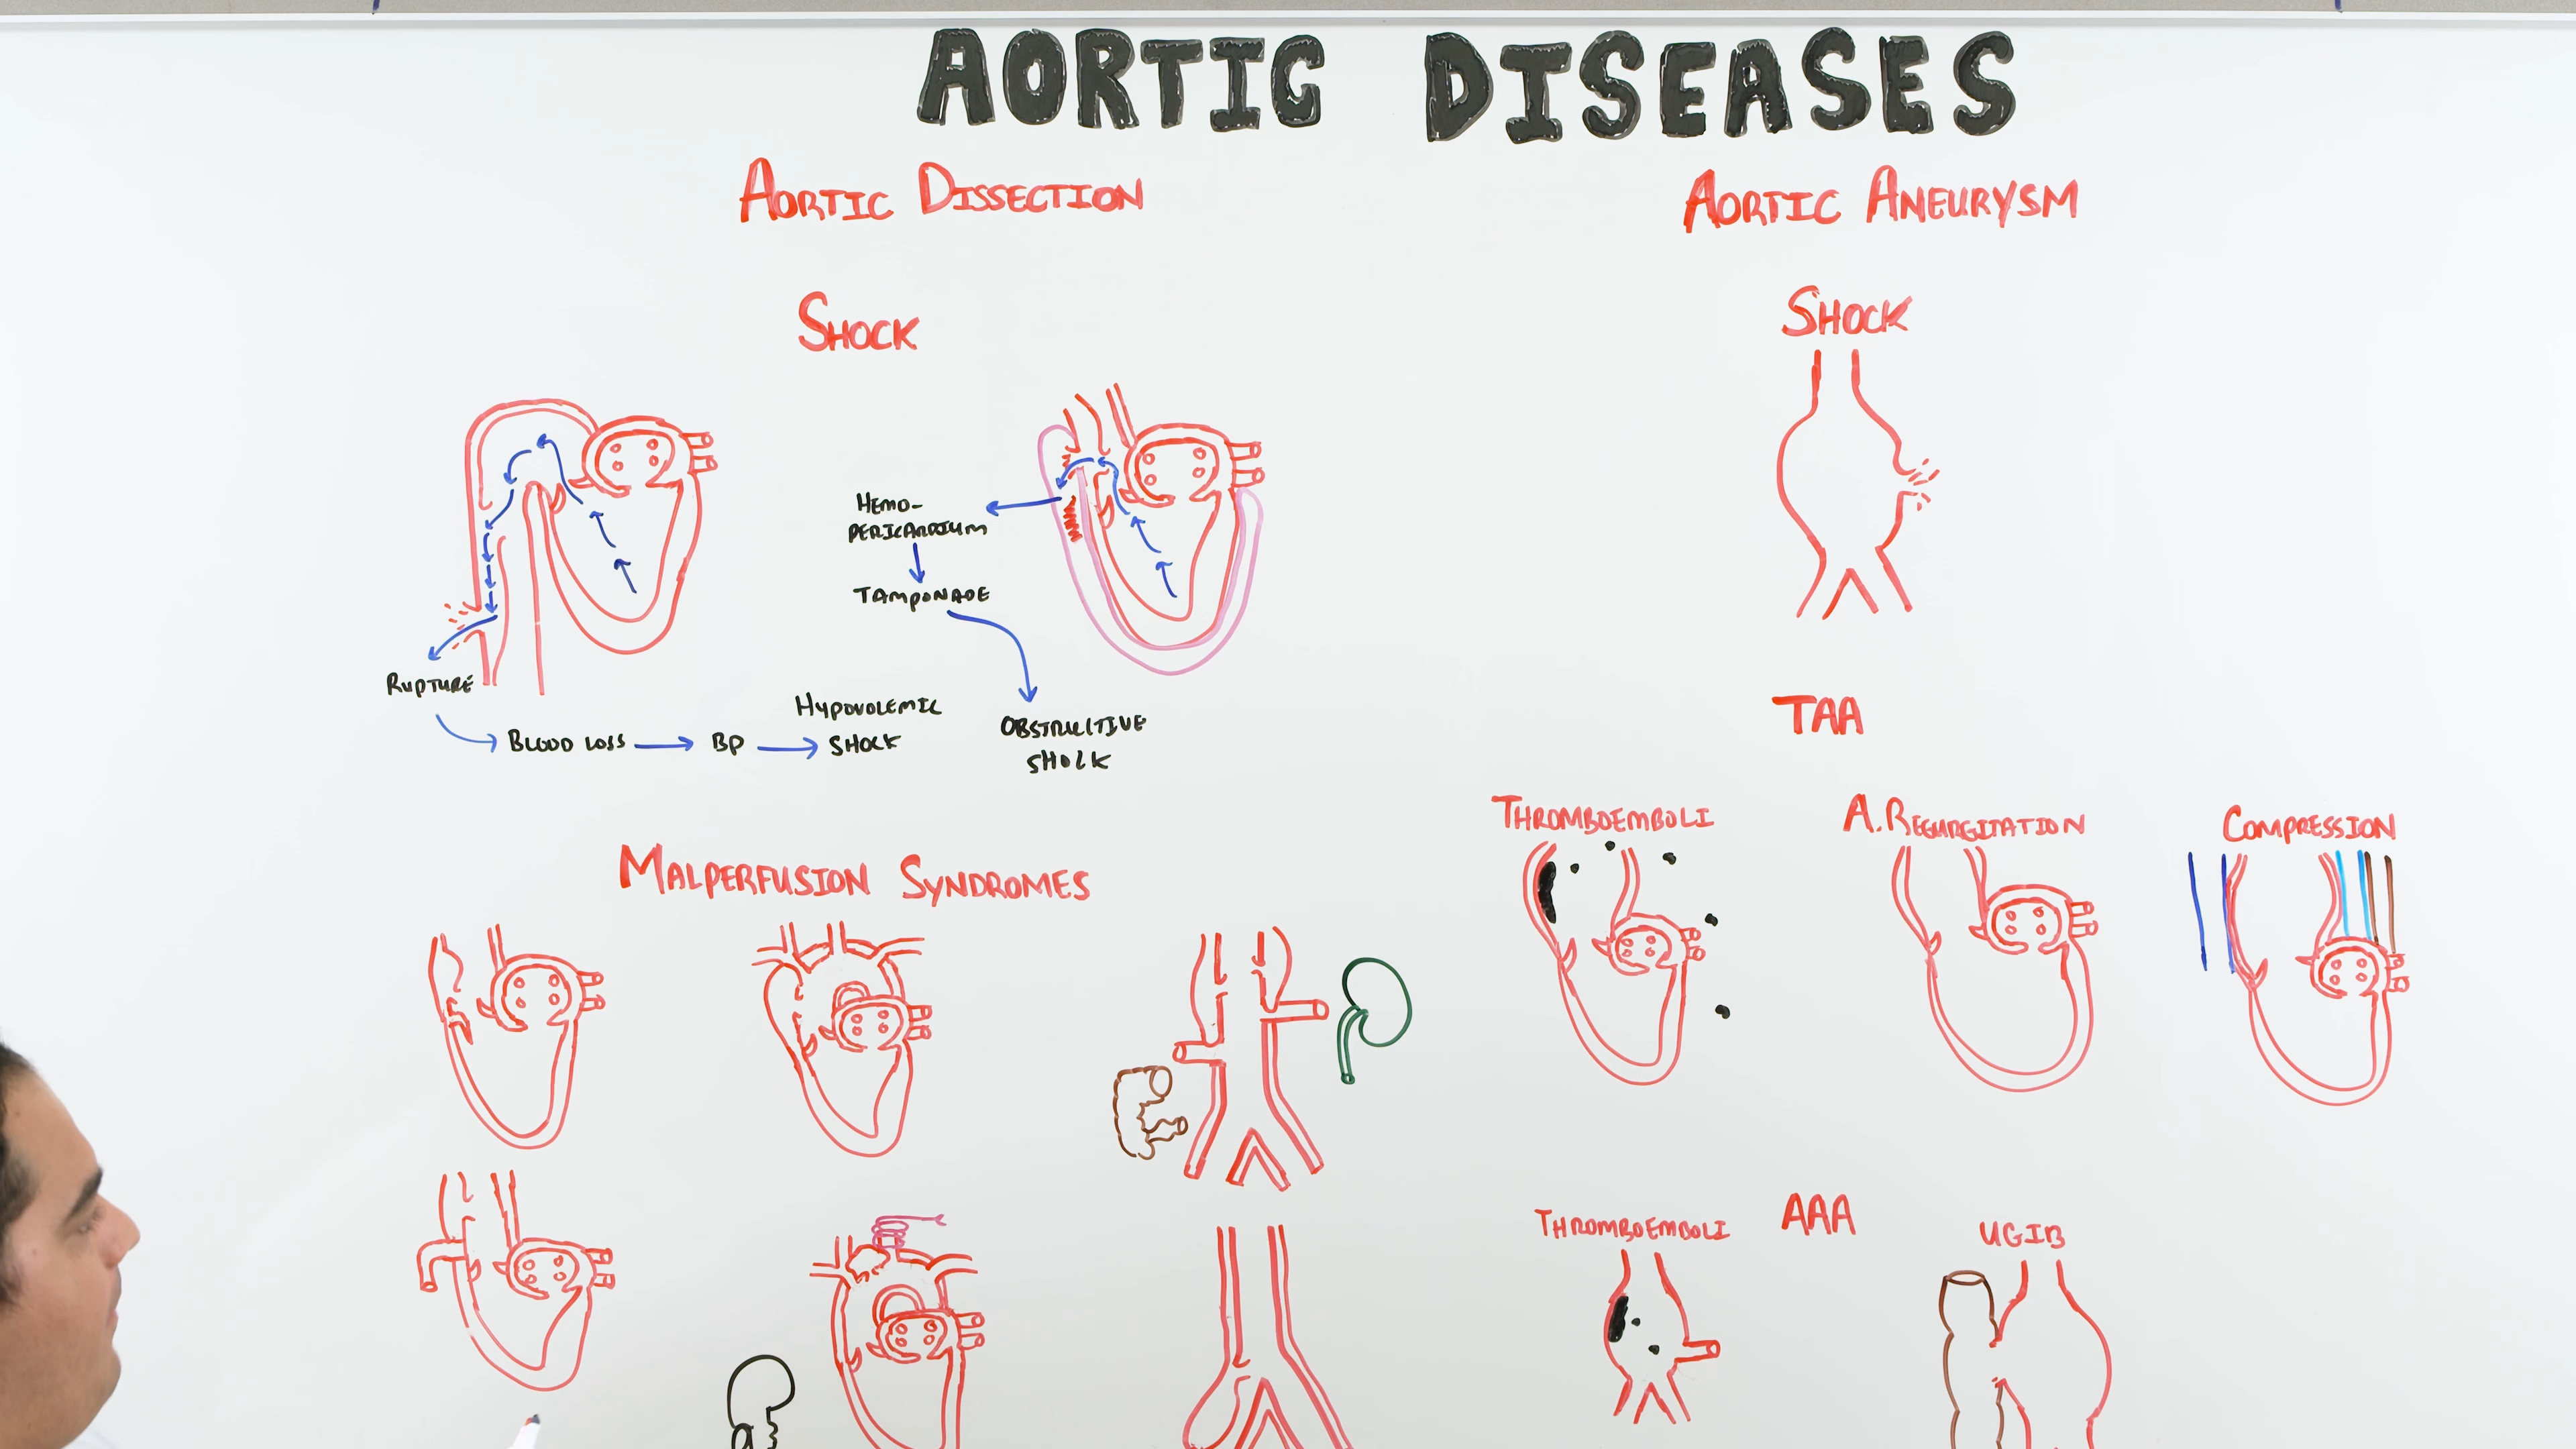 AORTIC DISEASES
AORTIC DISSECTION
AORTIC ANEURYSM
SHOCK
SHOCK
HEMO-
PERICARDIUM
TAMPONADE
RUPTURE
BLOOD LOSS
BP
HYPOVOLEMIC
SHOCK
OBSTRUCTIVE
SHOCK
TAA
THROMBOEMBOLI
A. REGURGITATION
COMPRESSION
MALPERFUSION SYNDROMES
AAA
THROMBOEMBOLI
UGIB